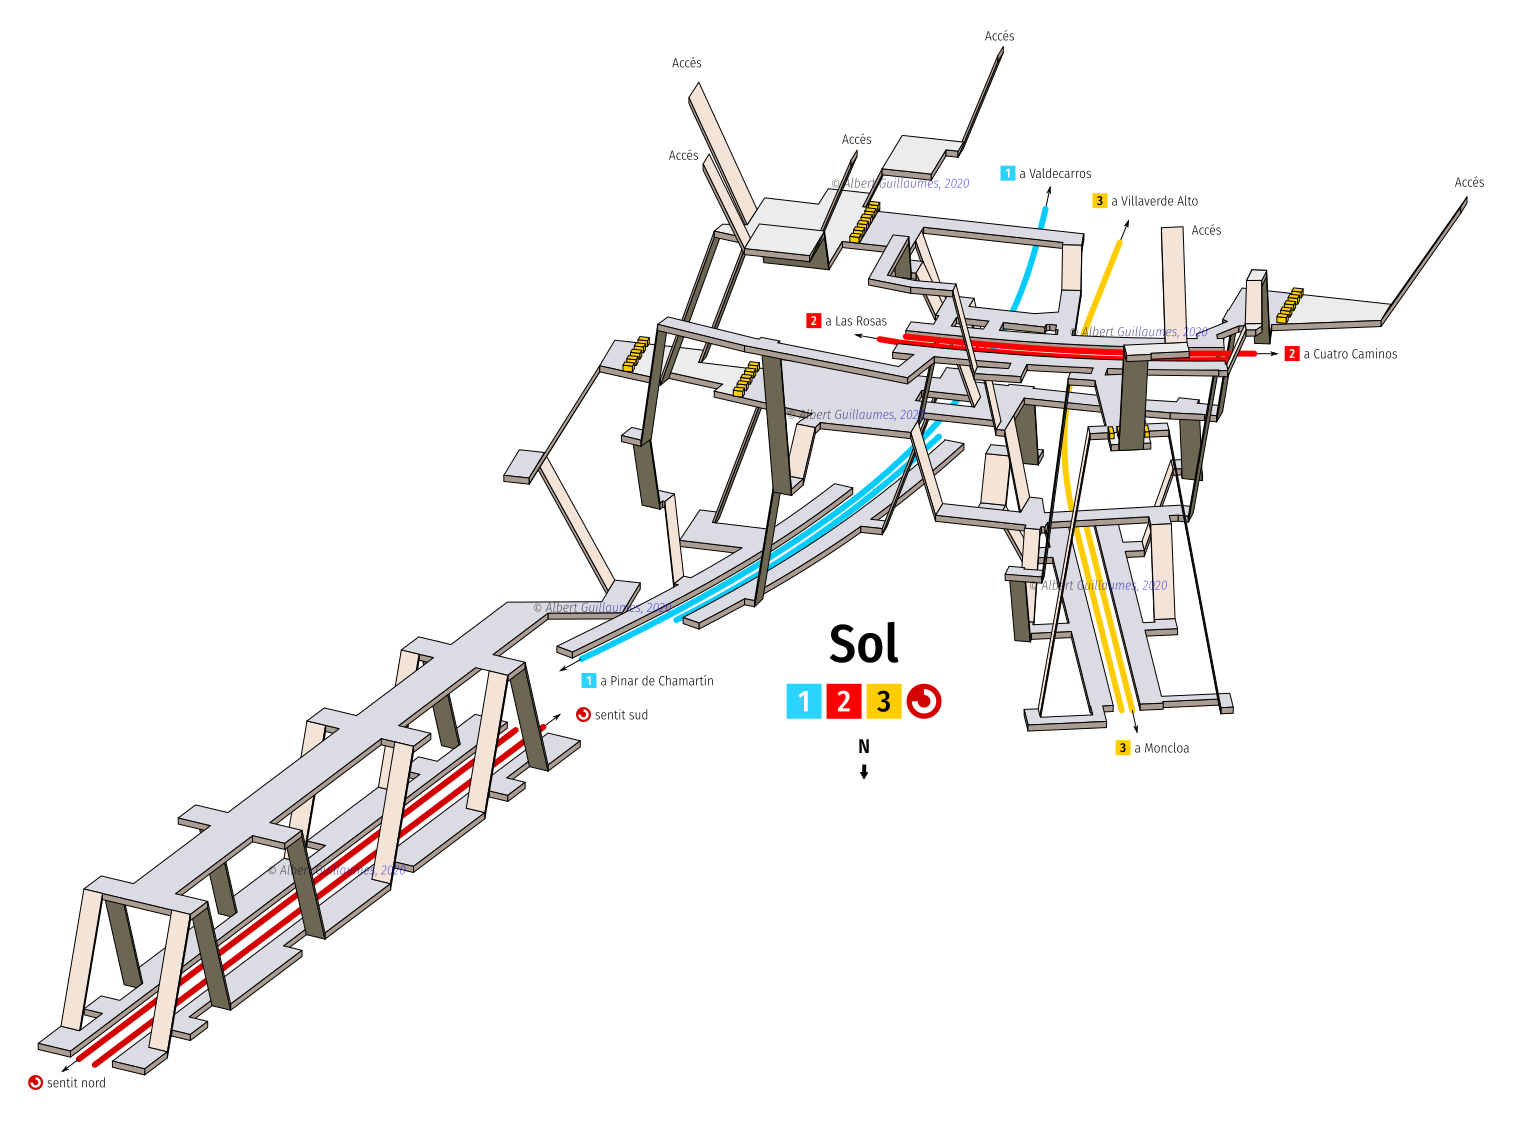 Accés
Accés
Accés
Accés
1 a Valdecarros
© Albert Guillaumes, 2020
Accés
3 a Villaverde Alto
Accés
2 a Las Rosas
© Albert Guillaumes, 2020
2 a Cuatro Caminos
© Albert Guillaumes, 2020
© Albert Guillaumes, 2020
© Albert Guillaumes, 2020
Sol
1 a Pinar de Chamartín
1 2 3
sentit sud
N
3 a Moncloa
© Albert Guillaumes, 2020
sentit nord